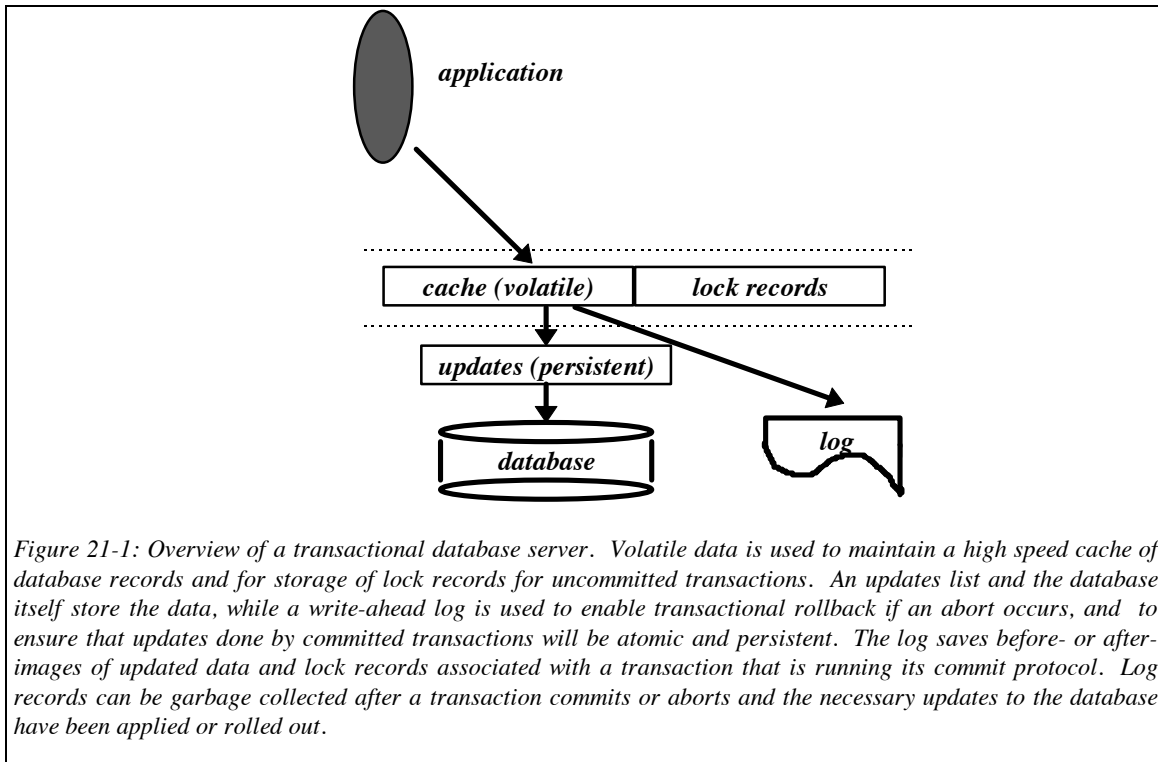 application
cache (volatile)
lock records
updates (persistent)
log
database
Figure 21-1: Overview of a transactional database server. Volatile data is used to maintain a high speed cache of
database records and for storage of lock records for uncommitted transactions. An updates list and the database
itself store the data, while a write-ahead log is used to enable transactional rollback if an abort occurs, and to
ensure that updates done by committed transactions will be atomic and persistent. The log saves before- or after-
images of updated data and lock records associated with a transaction that is running its commit protocol. Log
records can be garbage collected after a transaction commits or aborts and the necessary updates to the database
have been applied or rolled out.